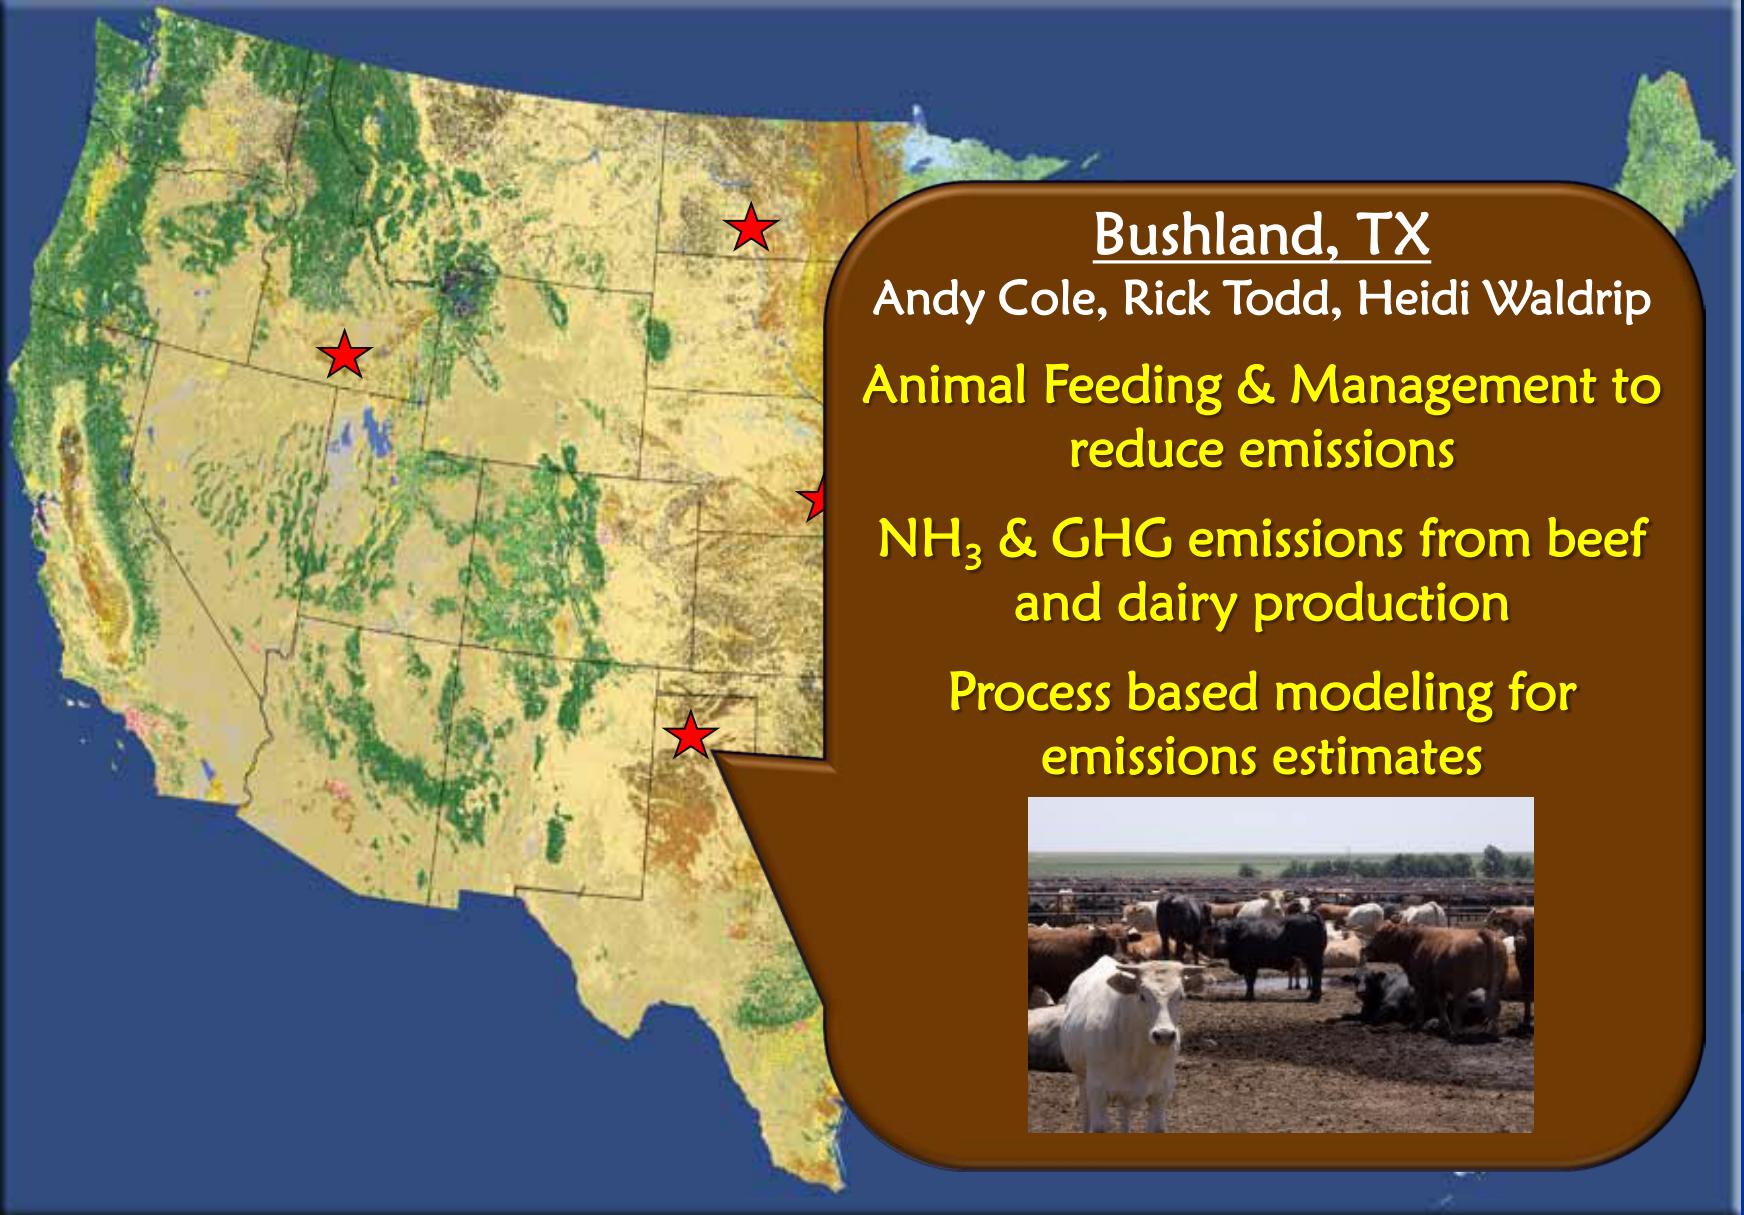 Bushland, TX
Andy Cole, Rick Todd, Heidi Waldrip
Animal Feeding & Management to
reduce emissions
NH₃ & GHG emissions from beef
and dairy production
Process based modeling for
emissions estimates